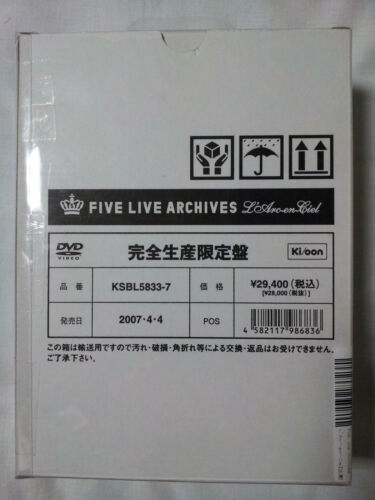 FIVE LIVE ARCHIVES L'Arc~en~Ciel
DVD VIDEO 完全生産限定盤 Ki/oon
品番 KSBL5833-7 価格 ¥29,400(税込) [¥28,000(税抜)]
発売日 2007・4・4 POS 4 582117 986836
この箱は輸送用ですので汚れ・破損・角折れ等による交換・返品はお受けできません。
ご了承下さい。